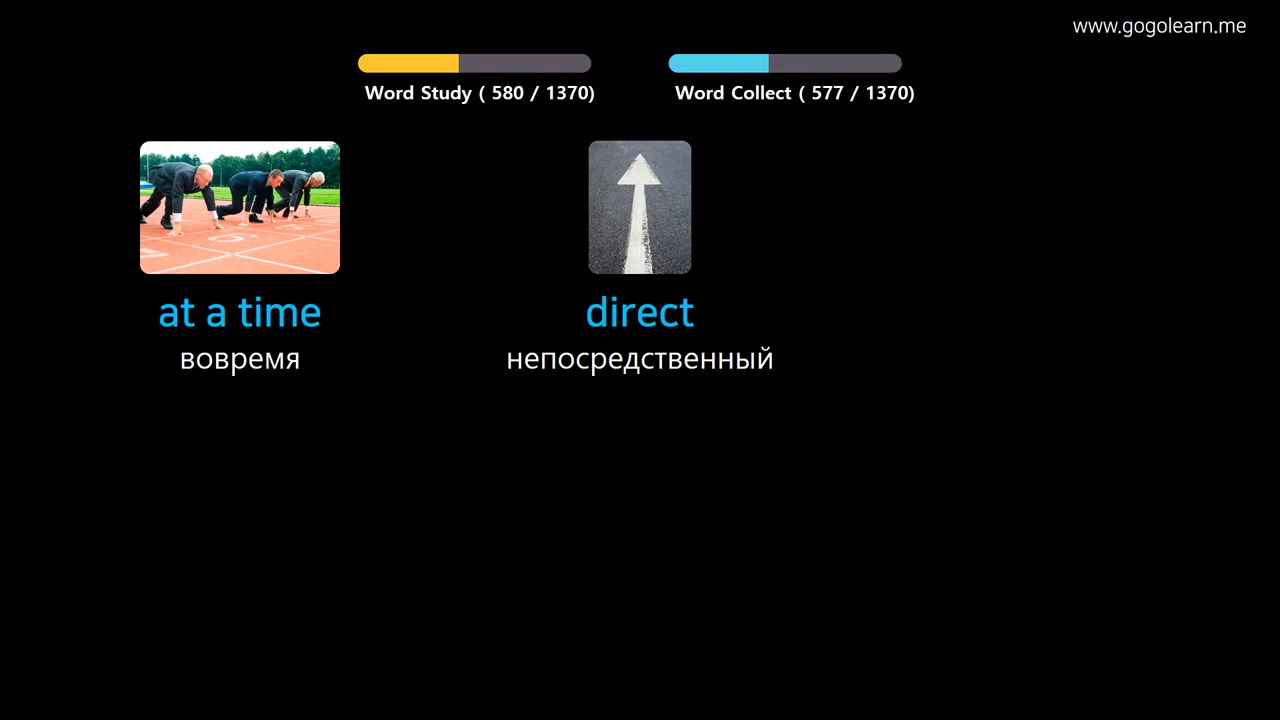 www.gogolearn.me
Word Study ( 580 / 1370)
Word Collect ( 577 / 1370)
at a time
вовремя
direct
непосредственный